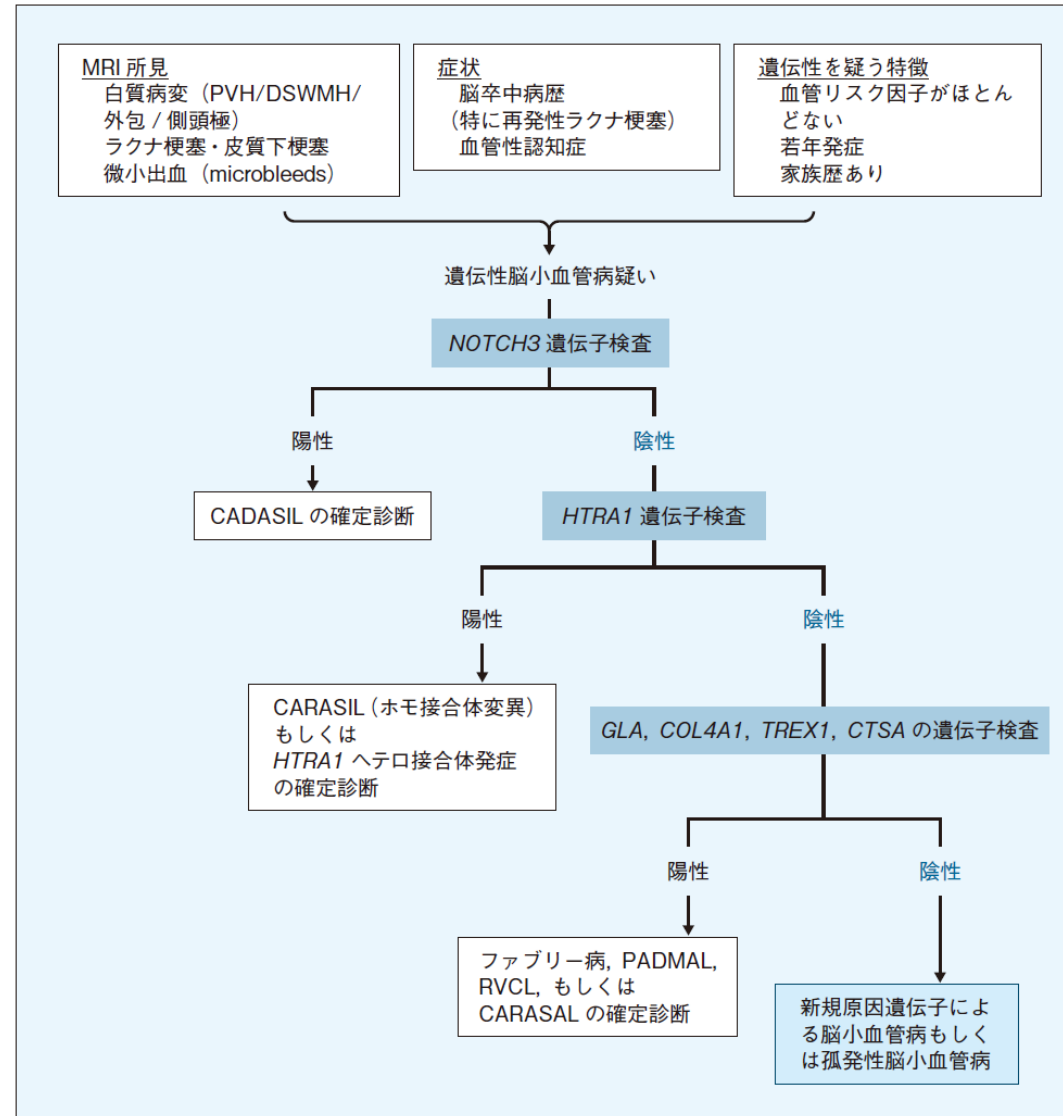 MRI 所見
白質病変（PVH/DSWMH/
外包 / 側頭極）
ラクナ梗塞・皮質下梗塞
微小出血（microbleeds）
症状
脳卒中病歴
（特に再発性ラクナ梗塞）
血管性認知症
遺伝性を疑う特徴
血管リスク因子がほとん
どない
若年発症
家族歴あり
遺伝性脳小血管病疑い
NOTCH3 遺伝子検査
陽性
陰性
CADASIL の確定診断
HTRA1 遺伝子検査
陽性
陰性
CARASIL（ホモ接合体変異）
もしくは
HTRA1 ヘテロ接合体発症
の確定診断
GLA, COL4A1, TREX1, CTSA の遺伝子検査
陽性
陰性
ファブリー病, PADMAL,
RVCL, もしくは
CARASAL の確定診断
新規原因遺伝子によ
る脳小血管病もしく
は孤発性脳小血管病